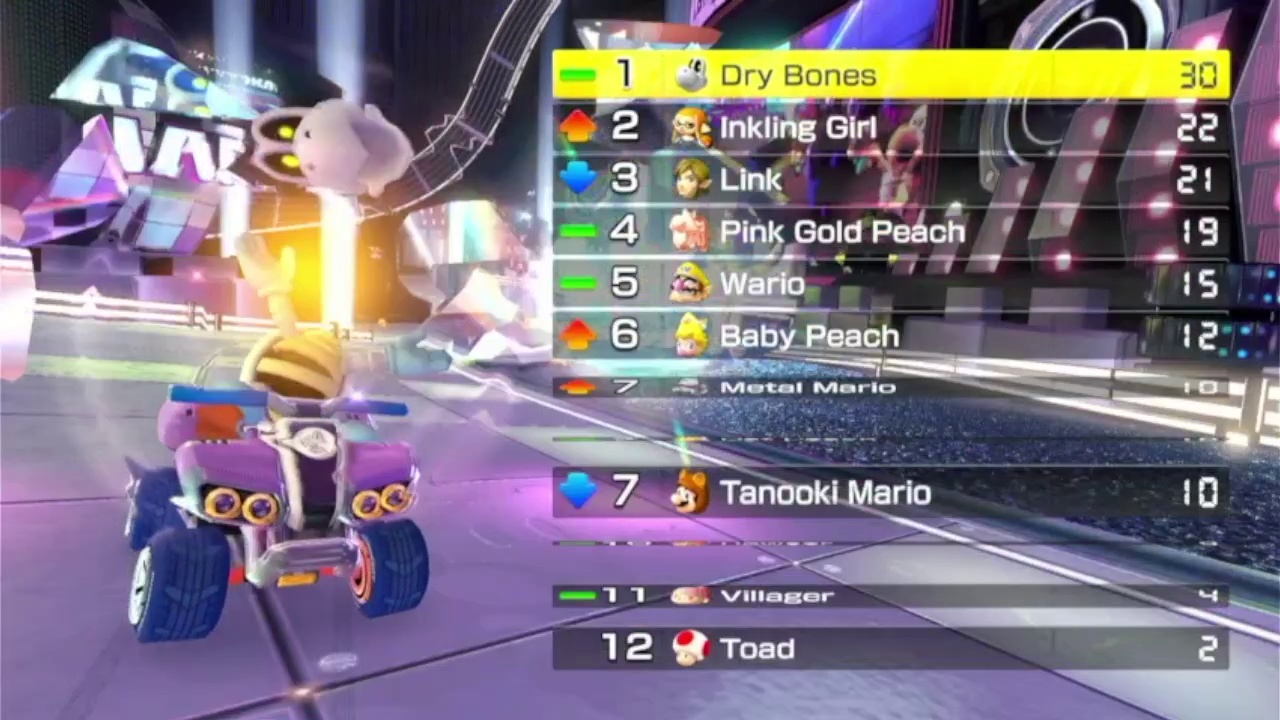 1 Dry Bones 30
2 Inkling Girl 22
3 Link 21
4 Pink Gold Peach 19
5 Wario 15
6 Baby Peach 12
7 Metal Mario 10
7 Tanooki Mario 10
11 Villager 4
12 Toad 2